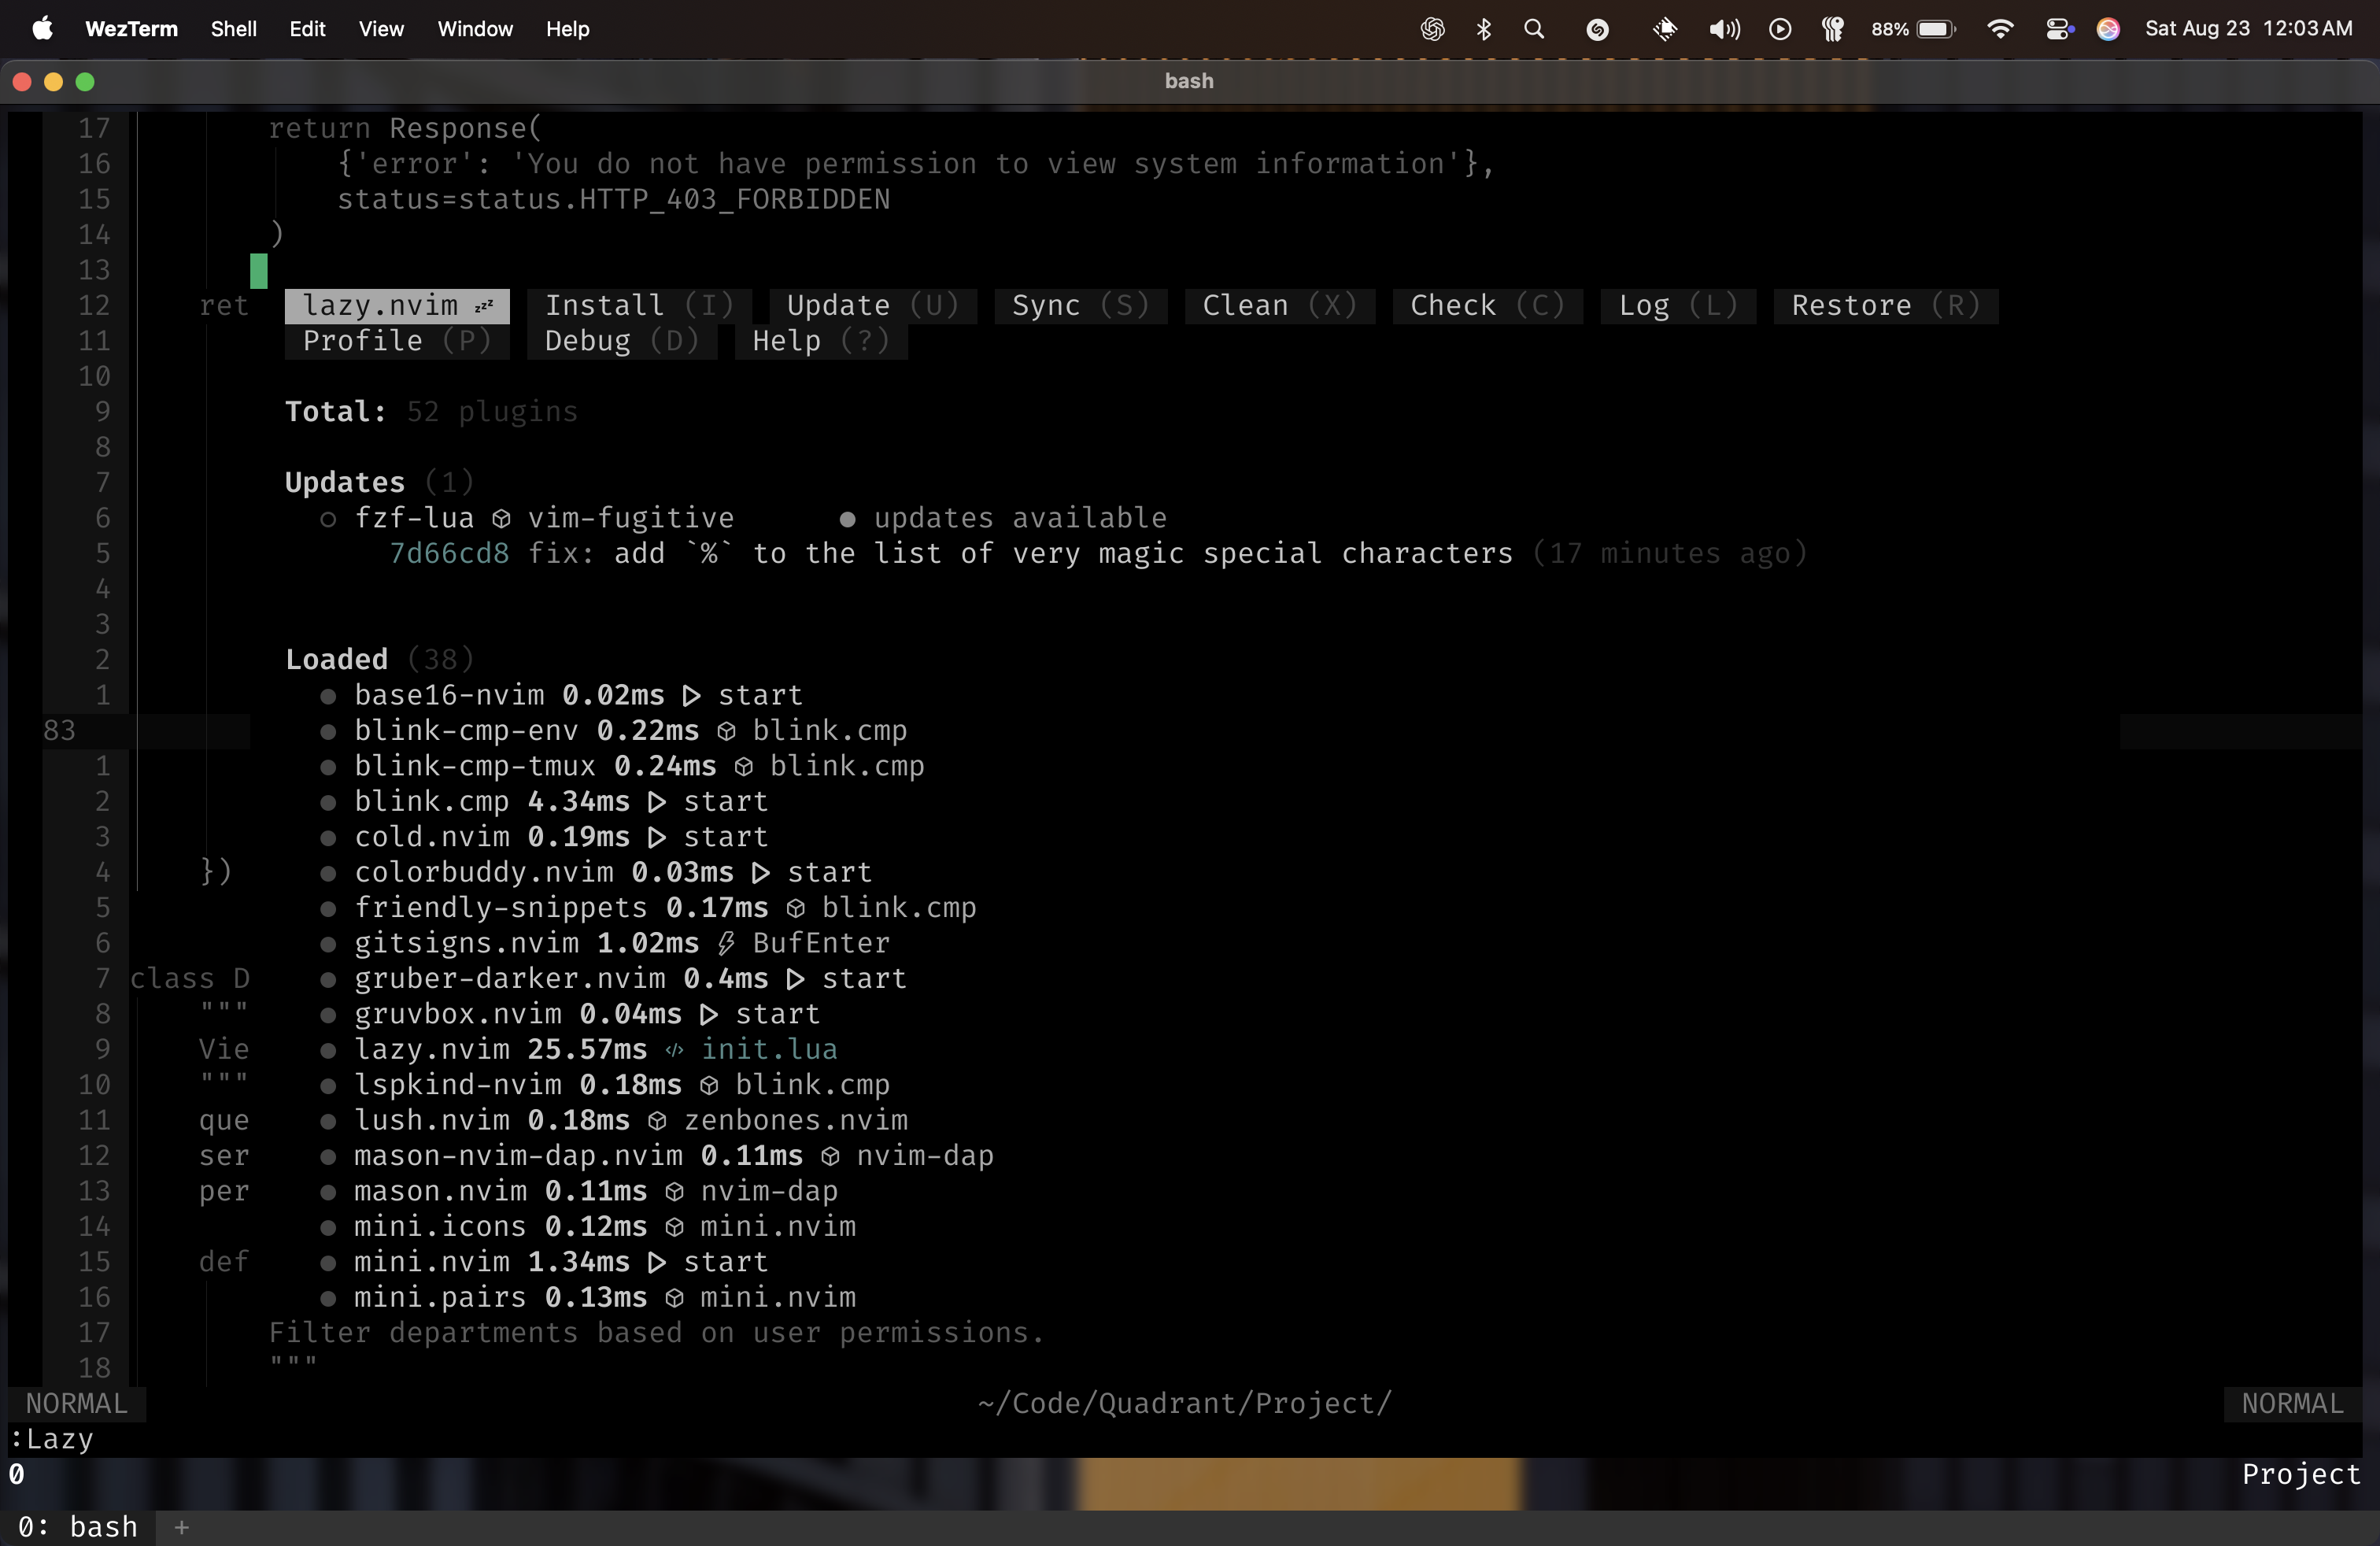 WezTerm Shell Edit View Window Help 88% Sat Aug 23 12:03 AM
bash
17 return Response(
16 {'error': 'You do not have permission to view system information'},
15 status=status.HTTP_403_FORBIDDEN
14 )
13
12 ret lazy.nvim zzz Install (I) Update (U) Sync (S) Clean (X) Check (C) Log (L) Restore (R)
11 Profile (P) Debug (D) Help (?)
10
9 Total: 52 plugins
8
7 Updates (1)
6 ○ fzf-lua vim-fugitive ● updates available
5 7d66cd8 fix: add `%` to the list of very magic special characters (17 minutes ago)
4
3
2 Loaded (38)
1 ● base16-nvim 0.02ms start
83 ● blink-cmp-env 0.22ms blink.cmp
1 ● blink-cmp-tmux 0.24ms blink.cmp
2 ● blink.cmp 4.34ms start
3 ● cold.nvim 0.19ms start
4 }) ● colorbuddy.nvim 0.03ms start
5 ● friendly-snippets 0.17ms blink.cmp
6 ● gitsigns.nvim 1.02ms BufEnter
7 class D ● gruber-darker.nvim 0.4ms start
8 """ ● gruvbox.nvim 0.04ms start
9 Vie ● lazy.nvim 25.57ms </> init.lua
10 """ ● lspkind-nvim 0.18ms blink.cmp
11 que ● lush.nvim 0.18ms zenbones.nvim
12 ser ● mason-nvim-dap.nvim 0.11ms nvim-dap
13 per ● mason.nvim 0.11ms nvim-dap
14 ● mini.icons 0.12ms mini.nvim
15 def ● mini.nvim 1.34ms start
16 ● mini.pairs 0.13ms mini.nvim
17 Filter departments based on user permissions.
18 """
NORMAL ~/Code/Quadrant/Project/ NORMAL
:Lazy
0 Project
0: bash +